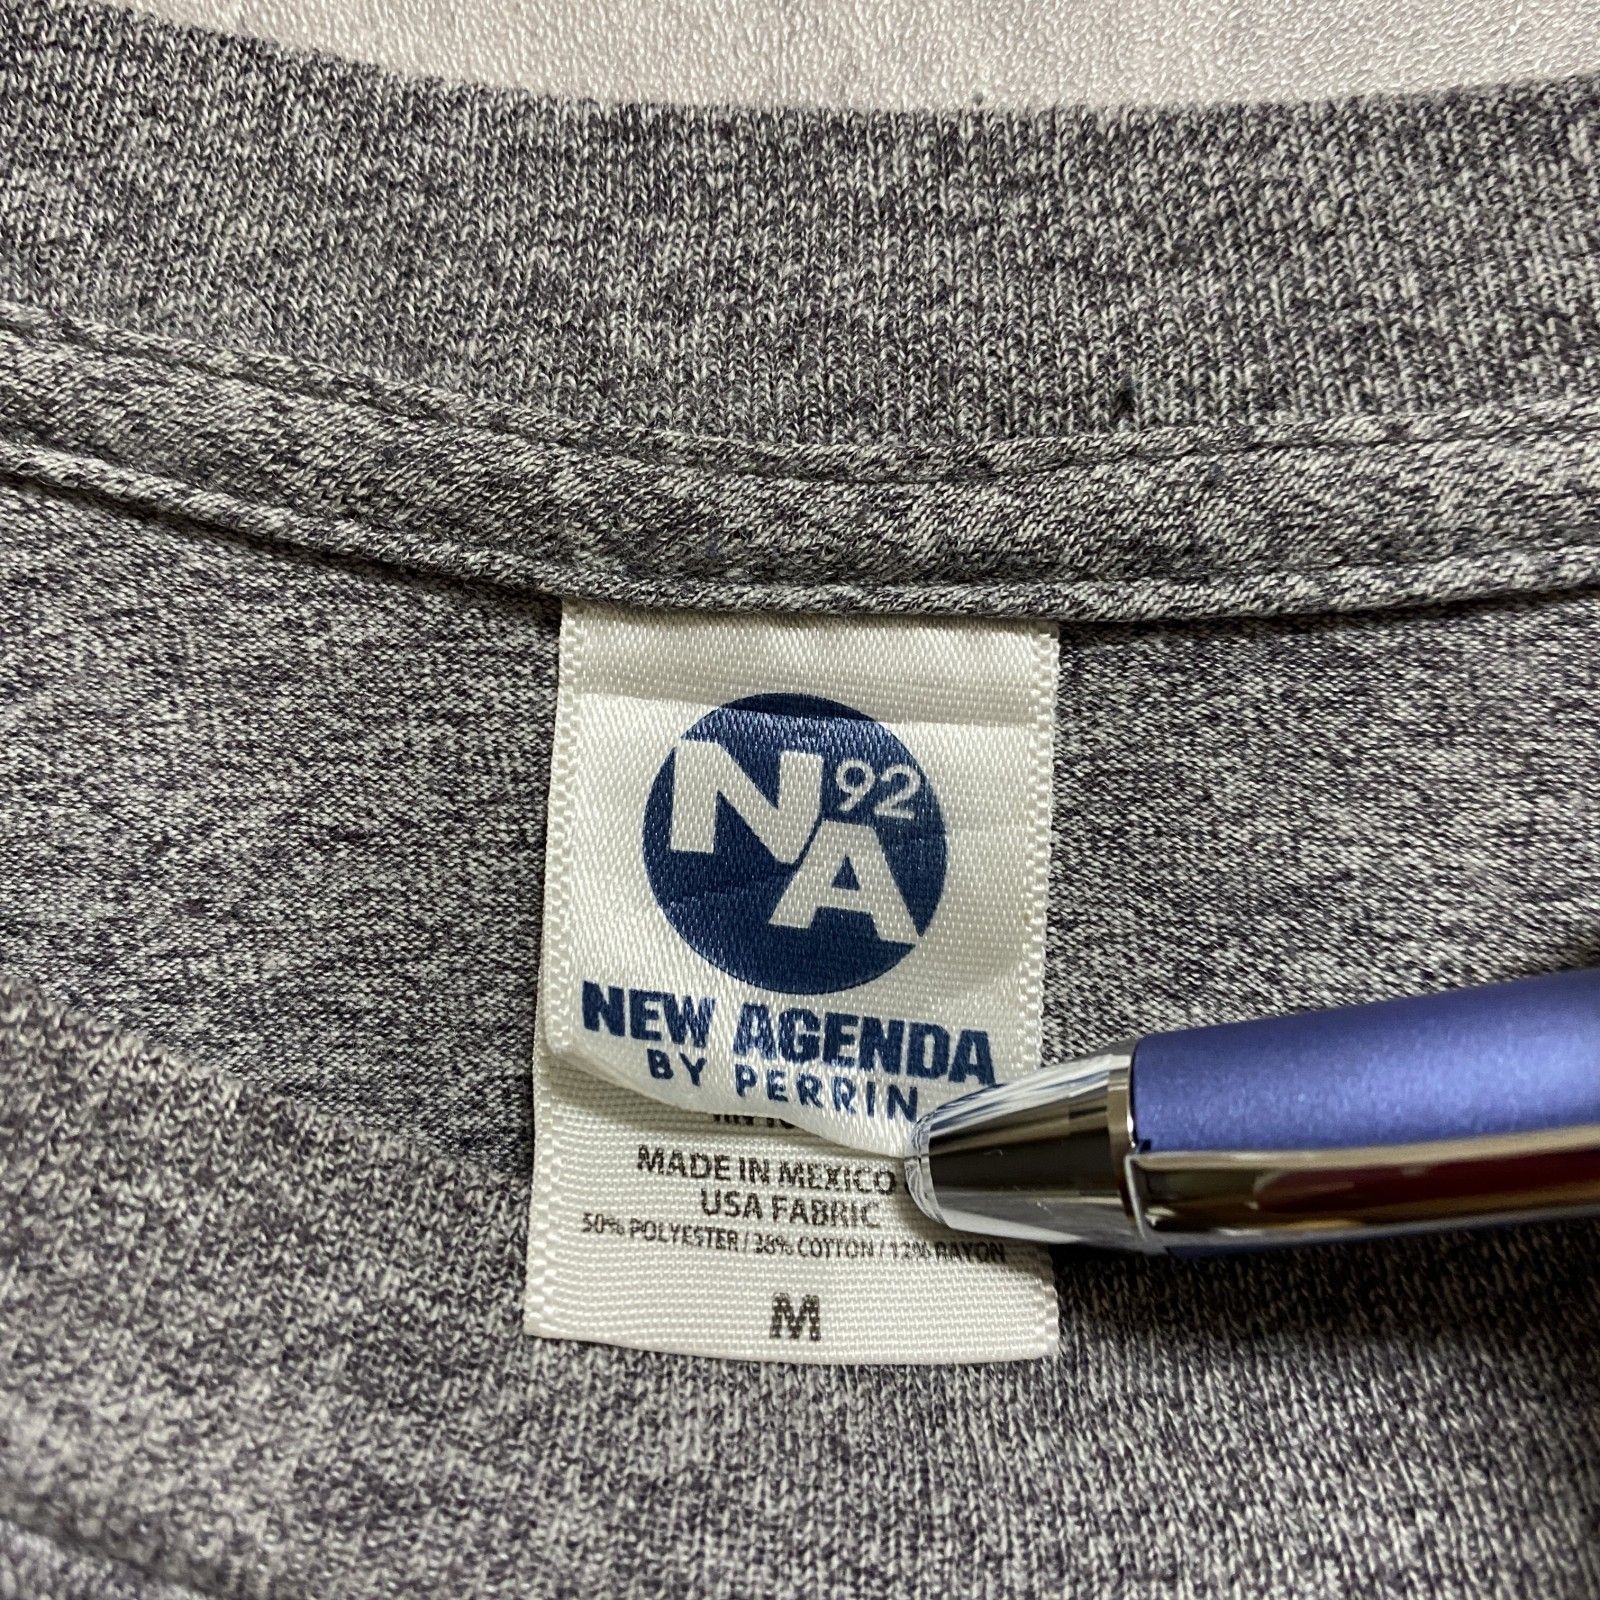 N 92
A
NEW AGENDA
BY PERRIN
MADE IN MEXICO
USA FABRIC
50% POLYESTER / 38% COTTON / 12% RAYON
M